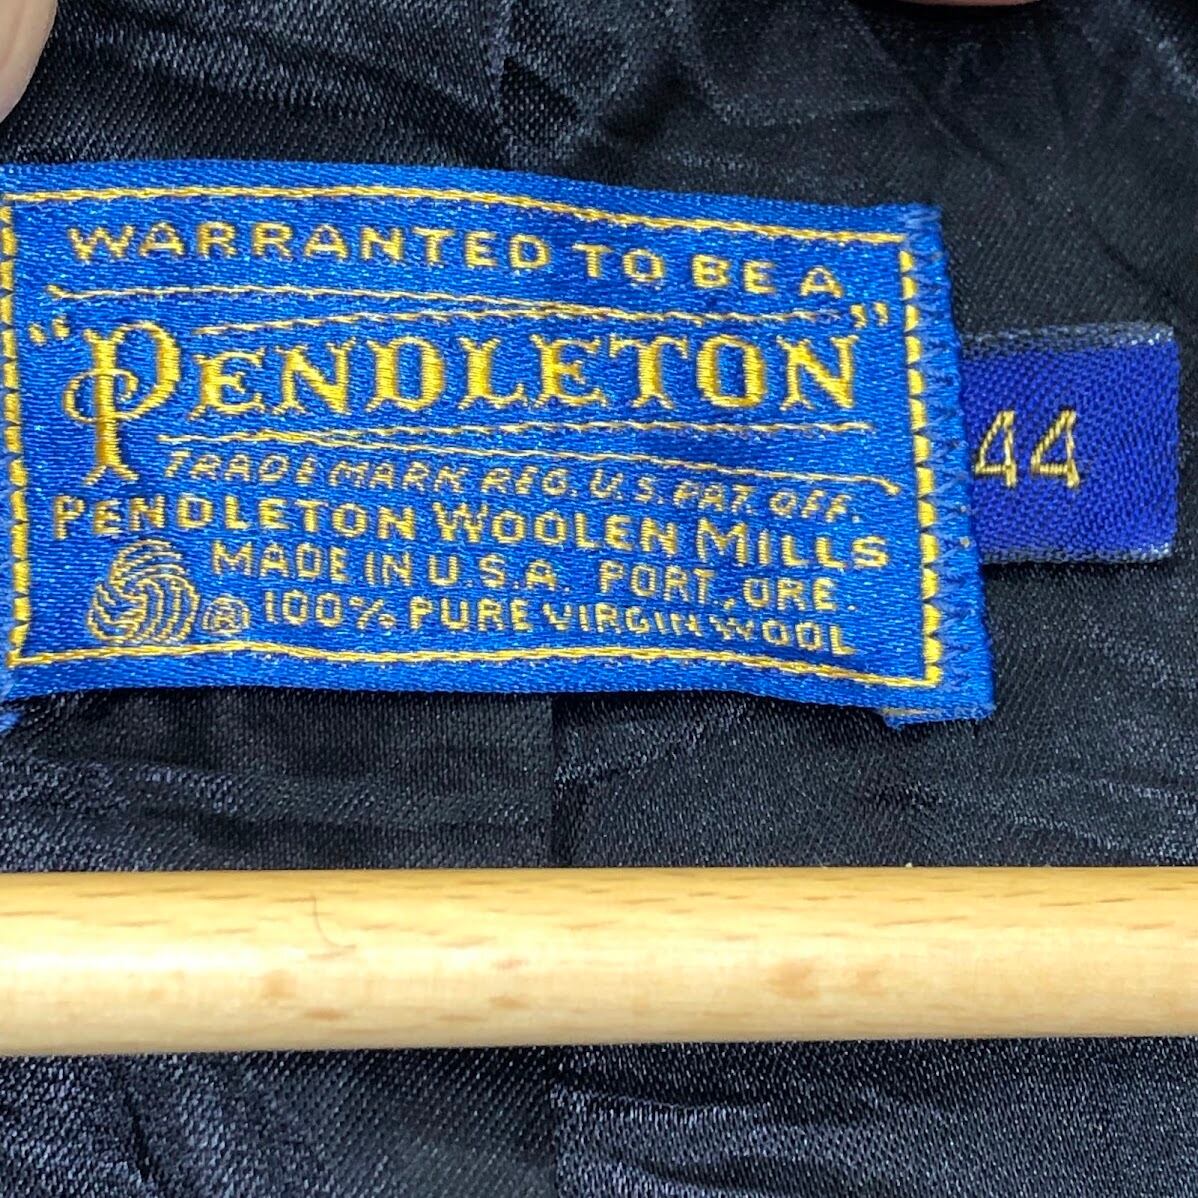 WARRANTED TO BE A
"PENDLETON"
TRADE MARK REG. U.S. PAT. OFF.
PENDLETON WOOLEN MILLS
MADE IN U.S.A. PORT., ORE.
® 100% PURE VIRGIN WOOL
44